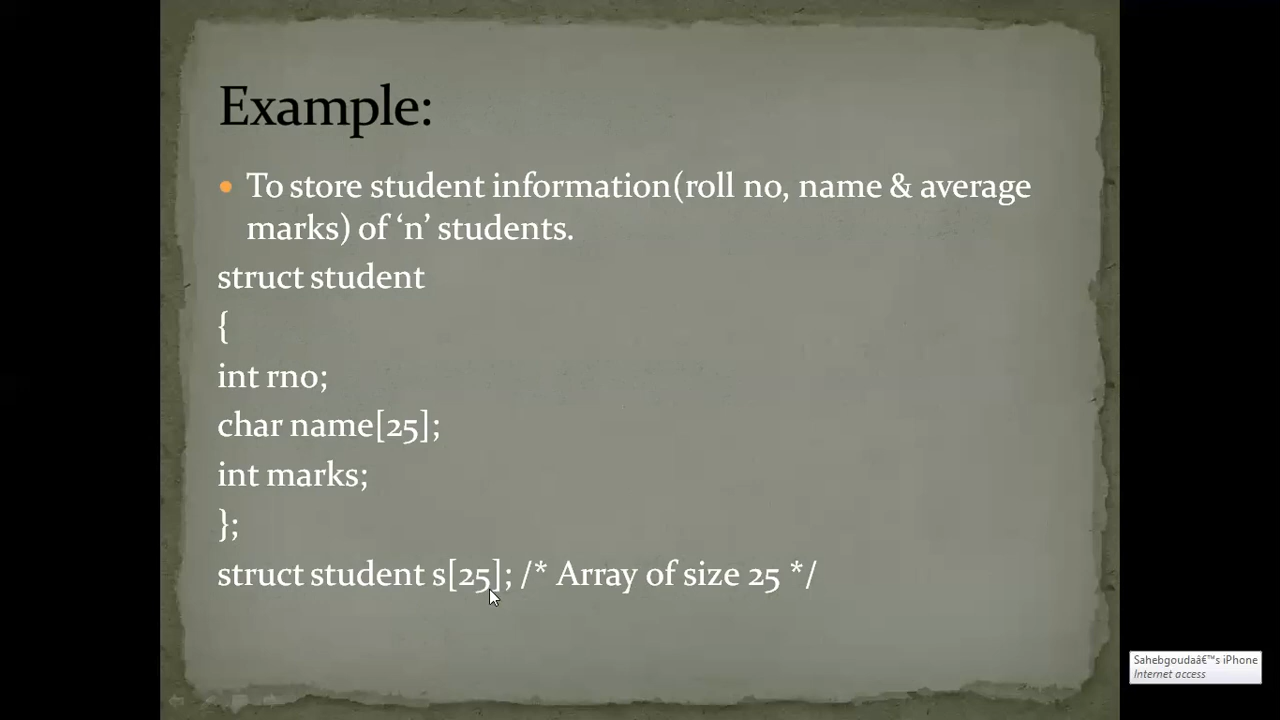 Example:
To store student information(roll no, name & average
marks) of ‘n’ students.
struct student
{
int rno;
char name[25];
int marks;
};
struct student s[25]; /* Array of size 25 */
Sahebgoudaâ€™s iPhone
Internet access